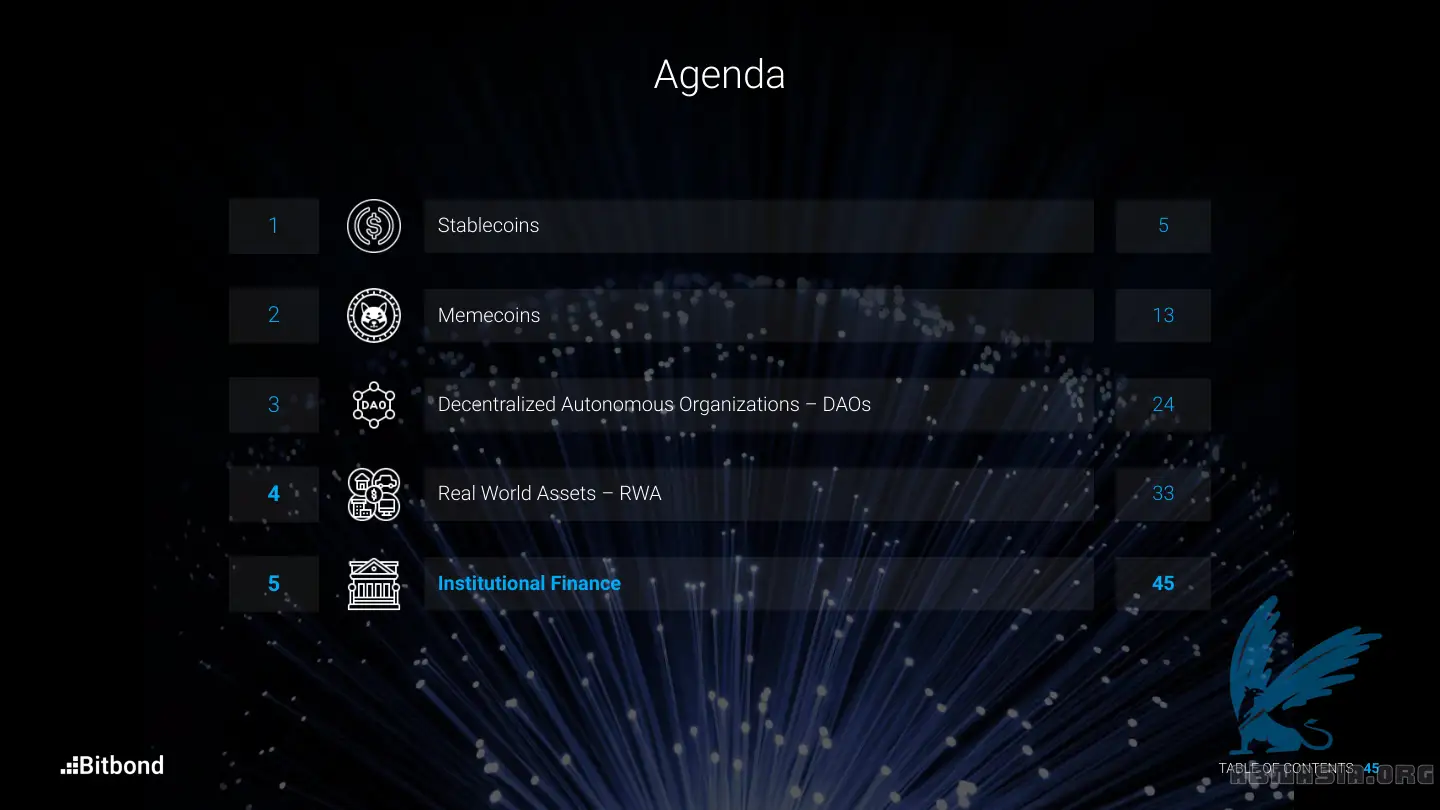 Agenda
1 Stablecoins 5
2 Memecoins 13
3 DAO Decentralized Autonomous Organizations – DAOs 24
4 Real World Assets – RWA 33
5 Institutional Finance 45
Bitbond
TABLE OF CONTENTS 45
ABMASIA.ORG